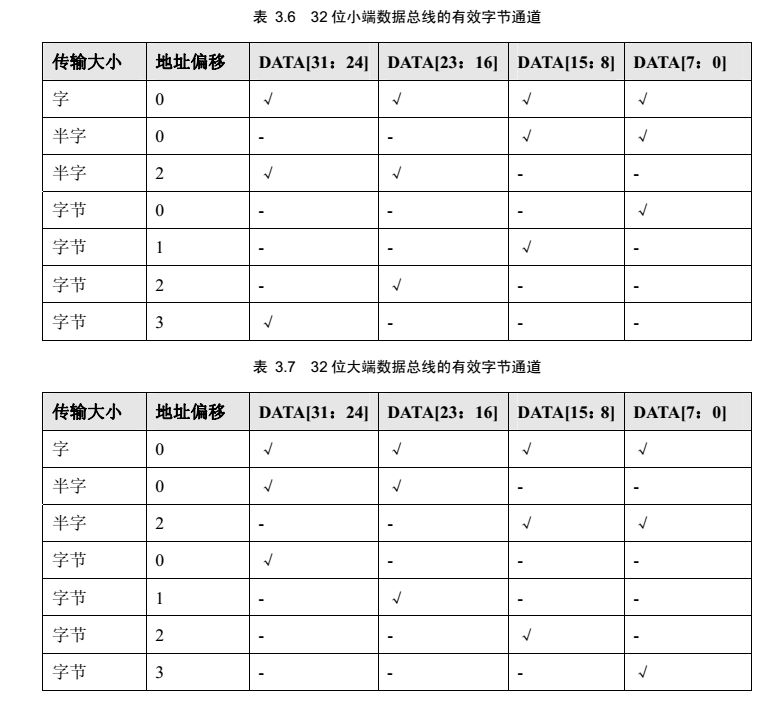 表 3.6 32 位小端数据总线的有效字节通道
传输大小 地址偏移 DATA[31：24] DATA[23：16] DATA[15：8] DATA[7：0]
字 0 √ √ √ √
半字 0 - - √ √
半字 2 √ √ - -
字节 0 - - - √
字节 1 - - √ -
字节 2 - √ - -
字节 3 √ - - -
表 3.7 32 位大端数据总线的有效字节通道
传输大小 地址偏移 DATA[31：24] DATA[23：16] DATA[15：8] DATA[7：0]
字 0 √ √ √ √
半字 0 √ √ - -
半字 2 - - √ √
字节 0 √ - - -
字节 1 - √ - -
字节 2 - - √ -
字节 3 - - - √